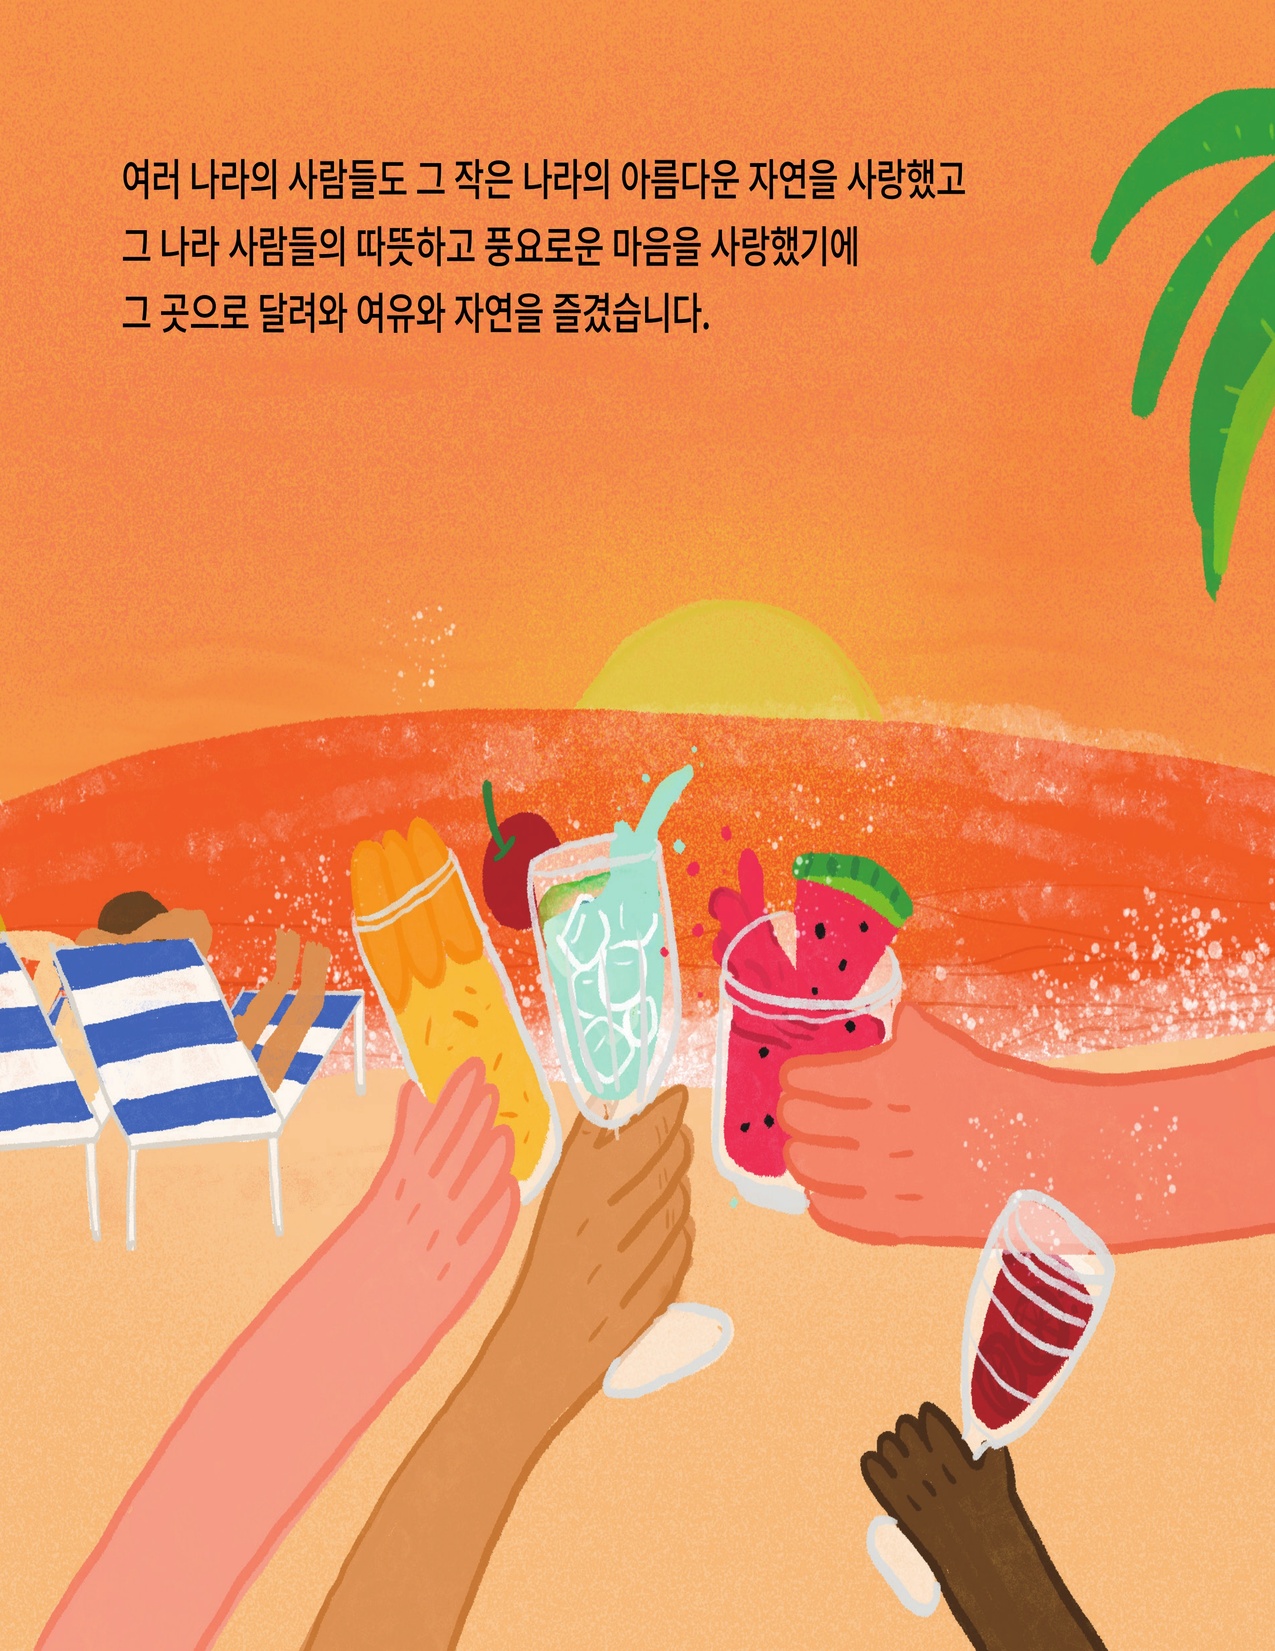 여러 나라의 사람들도 그 작은 나라의 아름다운 자연을 사랑했고
그 나라 사람들의 따뜻하고 풍요로운 마음을 사랑했기에
그 곳으로 달려와 여유와 자연을 즐겼습니다.